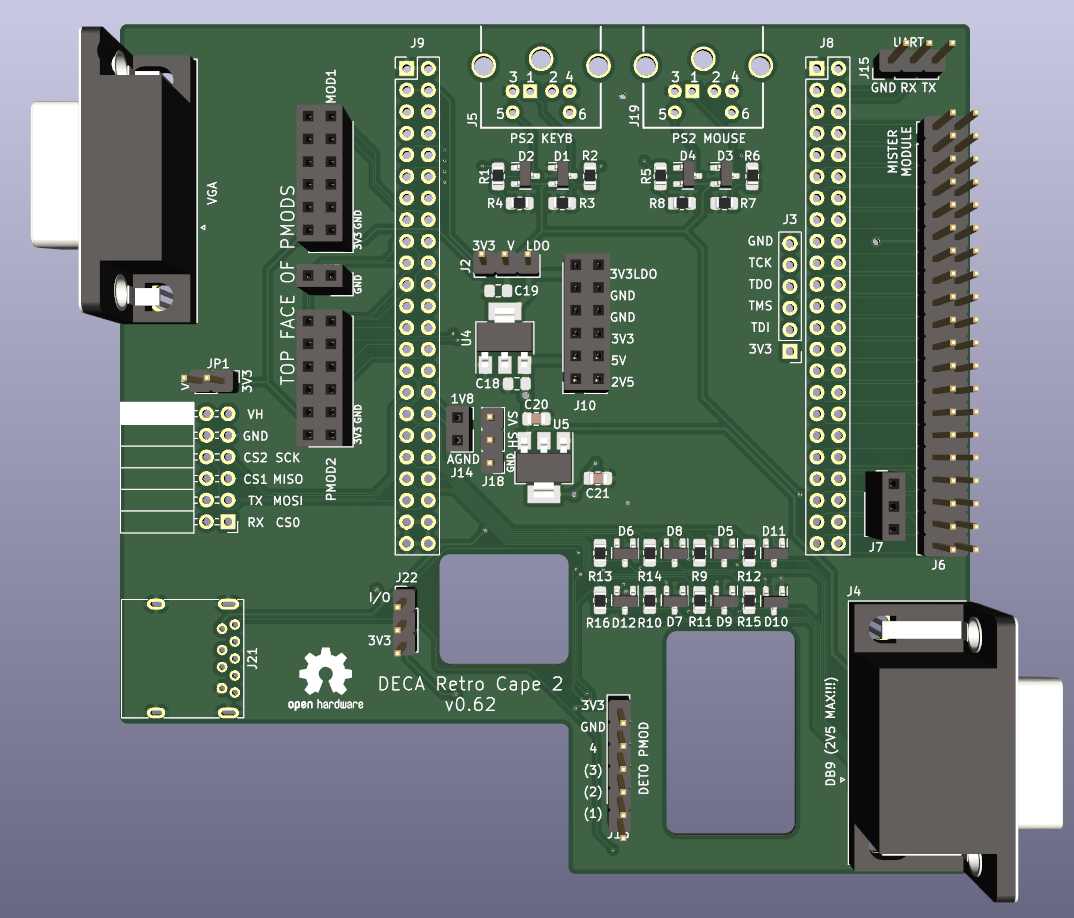 J9
J8
UART
J15
GND RX TX
MOD1
3 1 2 4
5
6
J5
PS2 KEYB
3 1 2 4
5
6
J19
PS2 MOUSE
MISTER
MODULE
VGA
D2
D1
R2
R1
R4
R3
D4
D3
R6
R5
R8
R7
TOP FACE OF PMODS
3V3 GND
GND
3V3 GND
PMOD2
J3
GND
TCK
TDO
TMS
TDI
3V3
3V3 V LDO
J2
C19
U4
C18
3V3LDO
GND
GND
3V3
5V
2V5
J10
JP1
3V3
VH
GND
CS2 SCK
CS1 MISO
TX MOSI
RX CS0
1V8
AGND
J14
GND HS VS
J18
C20
U5
C21
J7
J6
D6
D8
D5
D11
R13
R14
R9
R12
R16 D12 R10 D7 R11 D9 R15 D10
J22
I/O
3V3
J21
open hardware
DECA Retro Cape 2
v0.62
J4
DB9 (2V5 MAX!!!)
3V3
GND
4
(3)
(2)
(1)
DETO PMOD